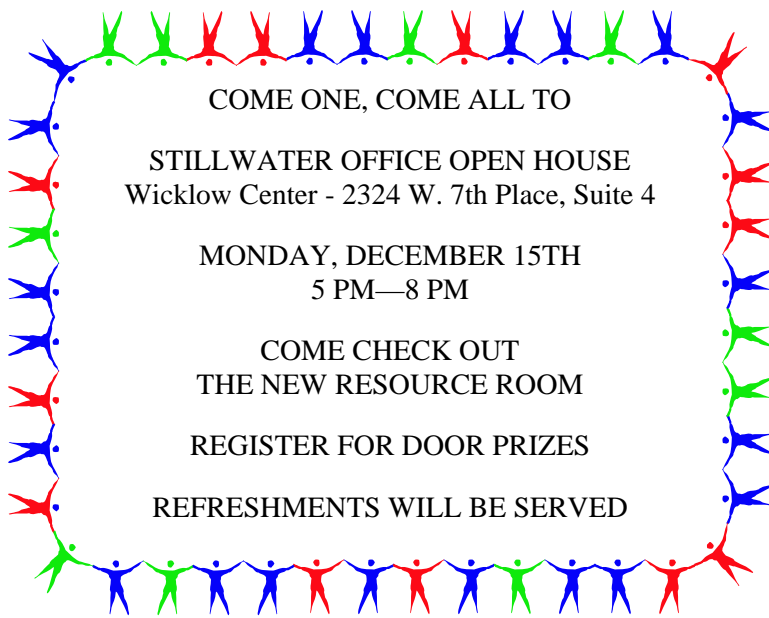 COME ONE, COME ALL TO
STILLWATER OFFICE OPEN HOUSE
Wicklow Center - 2324 W. 7th Place, Suite 4
MONDAY, DECEMBER 15TH
5 PM—8 PM
COME CHECK OUT
THE NEW RESOURCE ROOM
REGISTER FOR DOOR PRIZES
REFRESHMENTS WILL BE SERVED